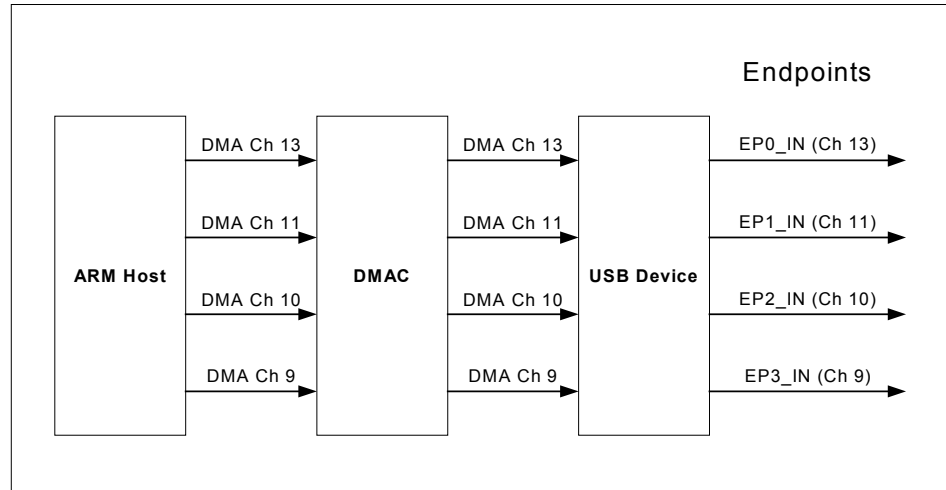 Endpoints
DMA Ch 13
DMA Ch 13
EP0_IN (Ch 13)
DMA Ch 11
DMA Ch 11
EP1_IN (Ch 11)
ARM Host
DMAC
USB Device
DMA Ch 10
DMA Ch 10
EP2_IN (Ch 10)
DMA Ch 9
DMA Ch 9
EP3_IN (Ch 9)